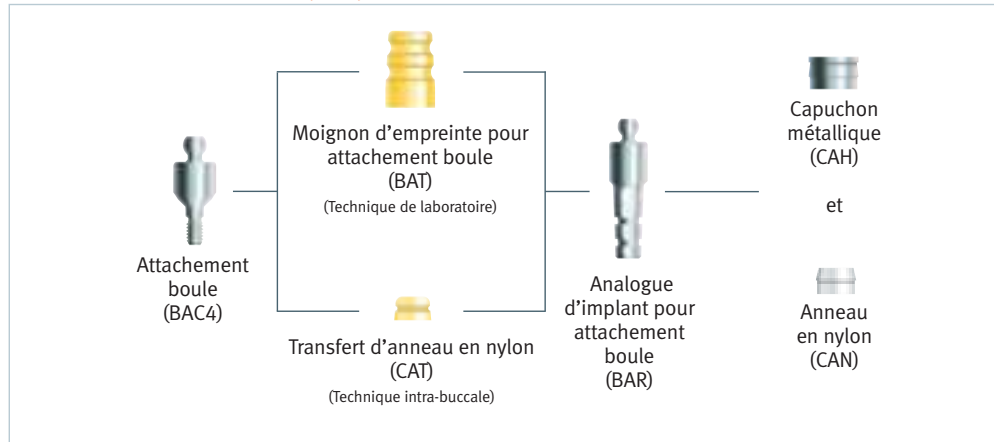 Attachement
boule
(BAC4)
Moignon d'empreinte pour
attachement boule
(BAT)
(Technique de laboratoire)
Transfert d'anneau en nylon
(CAT)
(Technique intra-buccale)
Analogue
d'implant pour
attachement
boule
(BAR)
Capuchon
métallique
(CAH)
et
Anneau
en nylon
(CAN)